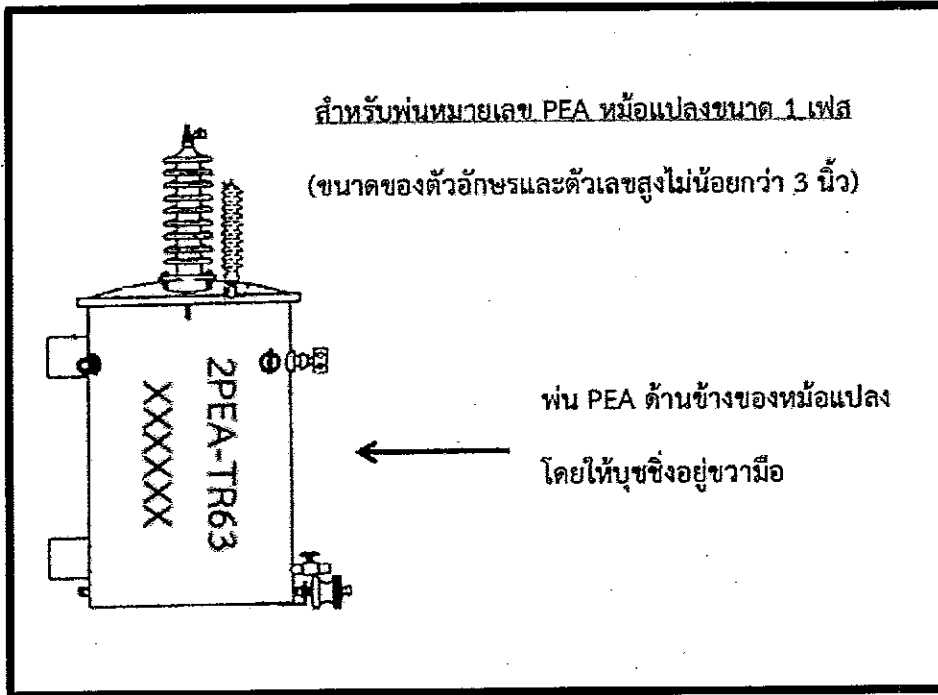 สำหรับพ่นหมายเลข PEA หม้อแปลงขนาด 1 เฟส
(ขนาดของตัวอักษรและตัวเลขสูงไม่น้อยกว่า 3 นิ้ว)
2PEA-TR63
XXXXXX
พ่น PEA ด้านข้างของหม้อแปลง
โดยให้บุชชิ่งอยู่ขวามือ